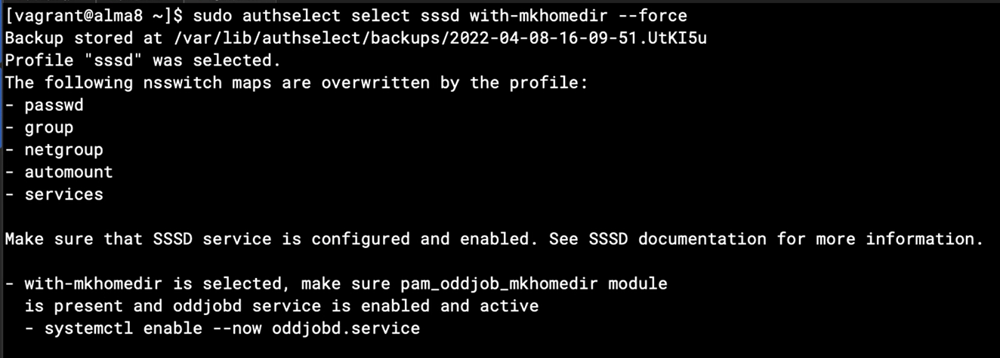 [vagrant@alma8 ~]$ sudo authselect select sssd with-mkhomedir --force
Backup stored at /var/lib/authselect/backups/2022-04-08-16-09-51.UtKI5u
Profile "sssd" was selected.
The following nsswitch maps are overwritten by the profile:
- passwd
- group
- netgroup
- automount
- services
Make sure that SSSD service is configured and enabled. See SSSD documentation for more information.
- with-mkhomedir is selected, make sure pam_oddjob_mkhomedir module
is present and oddjobd service is enabled and active
- systemctl enable --now oddjobd.service